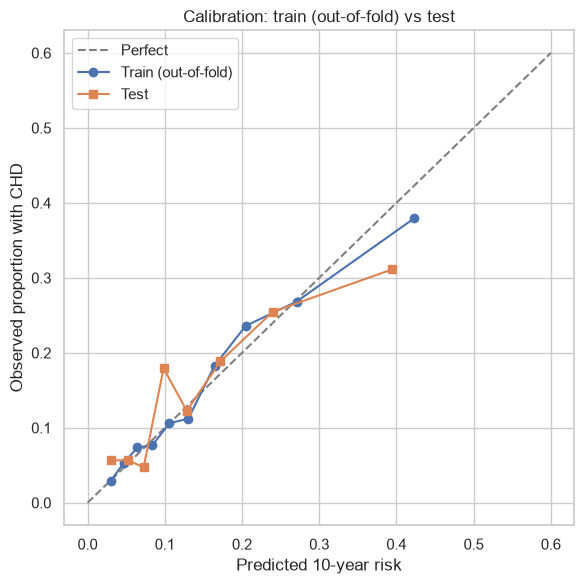 Calibration: train (out-of-fold) vs test
Perfect
Train (out-of-fold)
Test
Observed proportion with CHD
0.6
0.5
0.4
0.3
0.2
0.1
0.0
0.0 0.1 0.2 0.3 0.4 0.5 0.6
Predicted 10-year risk